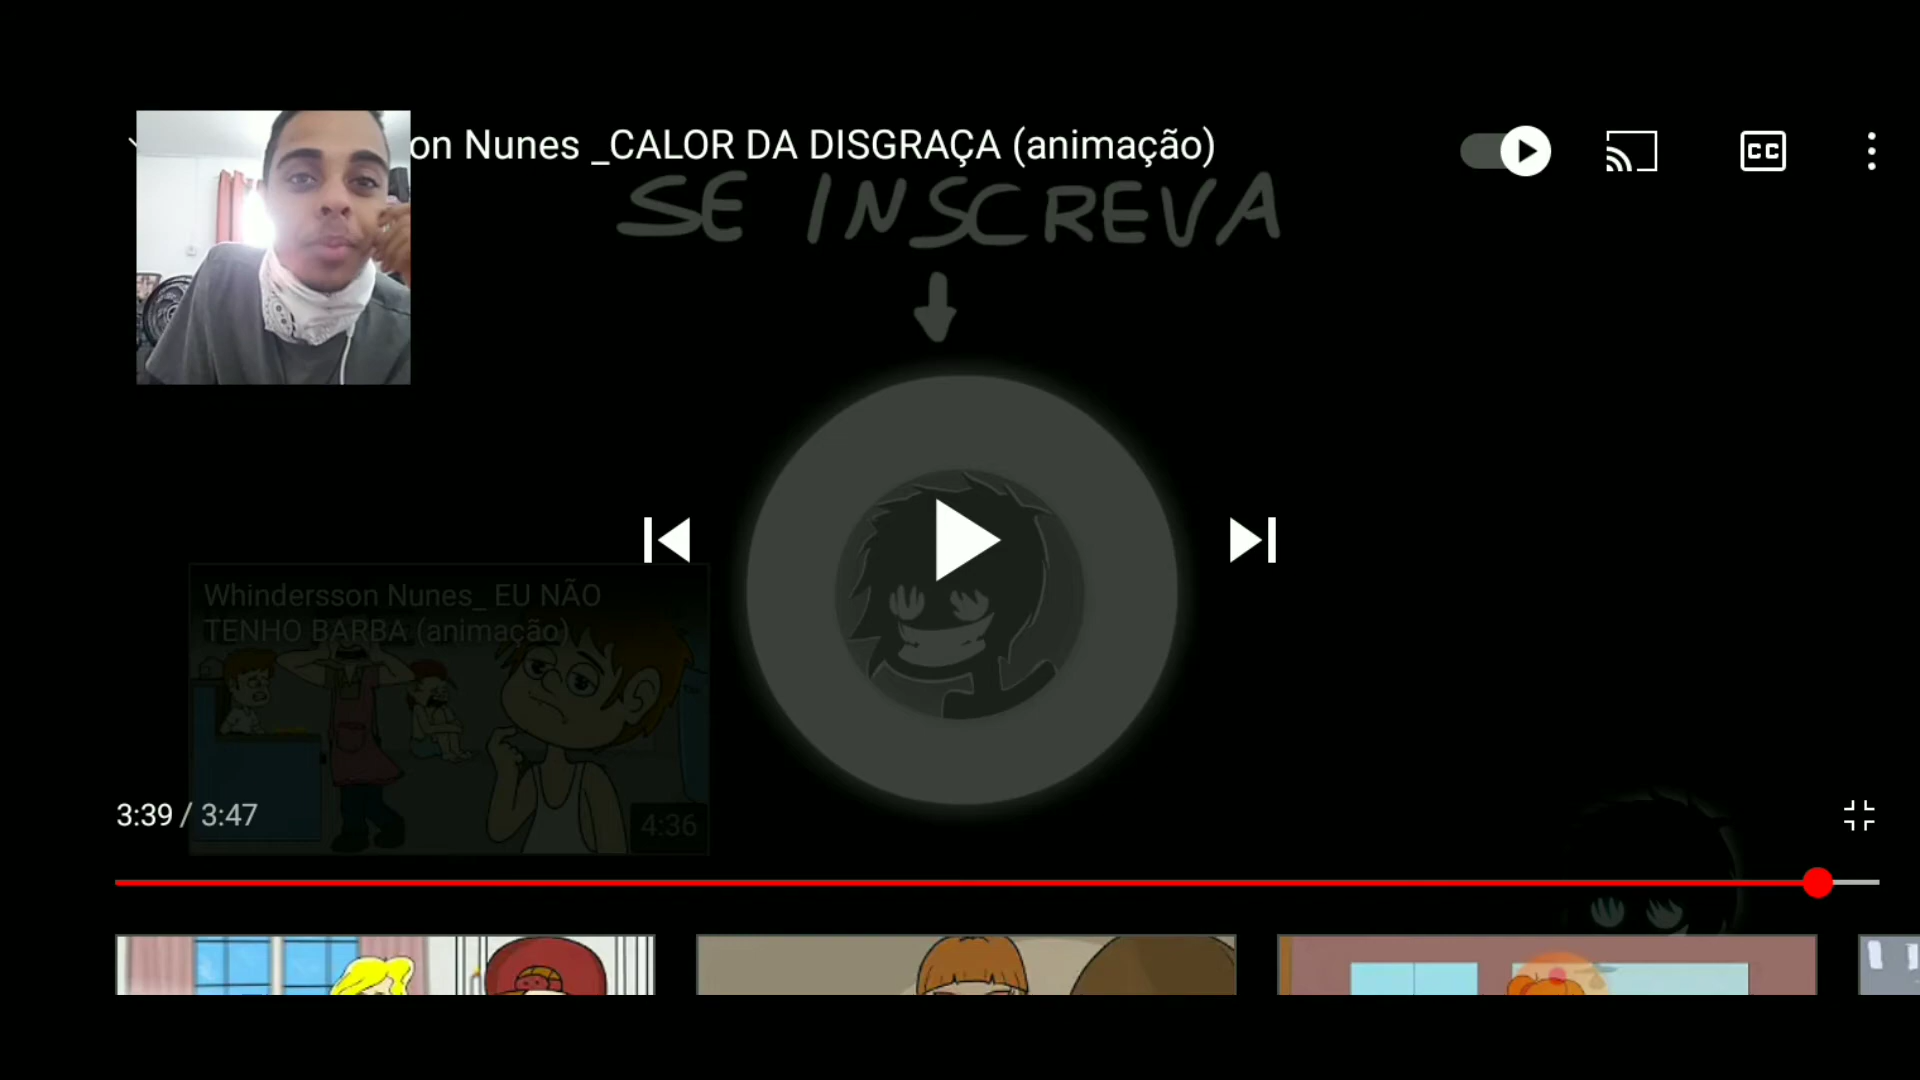 on Nunes _CALOR DA DISGRAÇA (animação)
CC
SE INSCREVA
Whindersson Nunes_ EU NÃO
TENHO BARBA (animação)
4:36
3:39 / 3:47